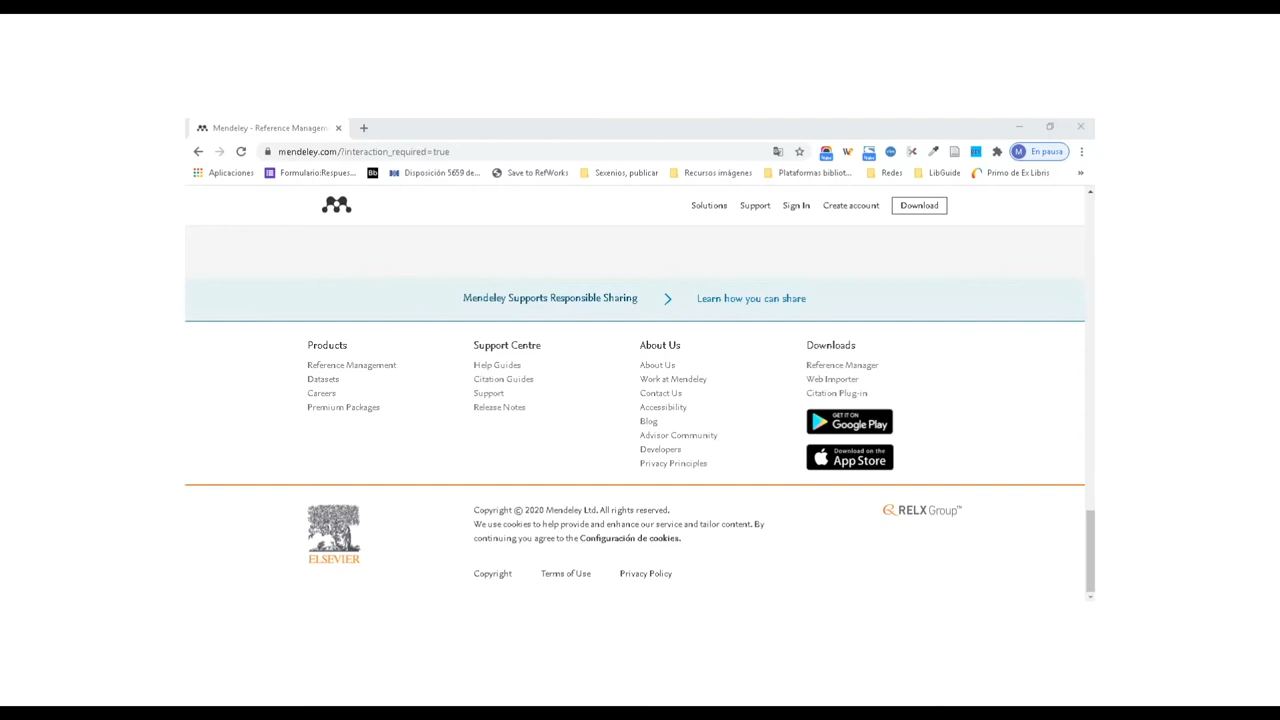 Mendeley - Reference Managem
mendeley.com/?interaction_required=true
M En pausa
Aplicaciones Formulario:Respues... Bb Disposición 5659 de... Save to RefWorks Sexenios, publicar Recursos imágenes Plataformas bibliot... Redes LibGuide Primo de Ex Libris »
Solutions Support Sign In Create account Download
Mendeley Supports Responsible Sharing Learn how you can share
Products Support Centre About Us Downloads
Reference Management Help Guides About Us Reference Manager
Datasets Citation Guides Work at Mendeley Web Importer
Careers Support Contact Us Citation Plug-in
Premium Packages Release Notes Accessibility
GET IT ON
Google Play
Blog
Advisor Community
Developers
Download on the
App Store
Privacy Principles
ELSEVIER
Copyright © 2020 Mendeley Ltd. All rights reserved.
We use cookies to help provide and enhance our service and tailor content. By
continuing you agree to the Configuración de cookies.
RELX Group™
Copyright Terms of Use Privacy Policy